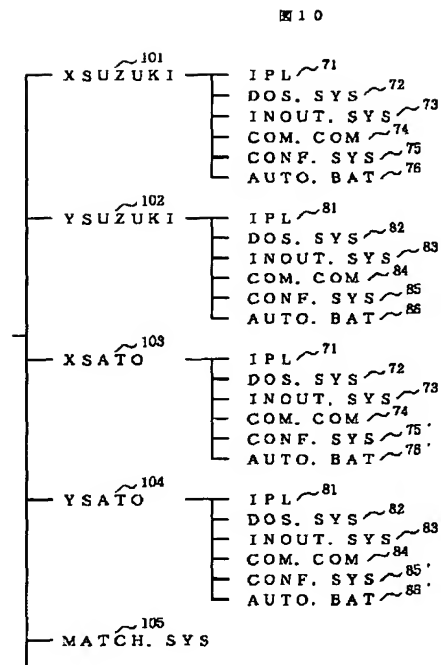 図10
101
XSUZUKI
IPL 71
DOS. SYS 72
INOUT. SYS 73
COM. COM 74
CONF. SYS 75
AUTO. BAT 76
102
YSUZUKI
IPL 81
DOS. SYS 82
INOUT. SYS 83
COM. COM 84
CONF. SYS 85
AUTO. BAT 86
103
XSATO
IPL 71
DOS. SYS 72
INOUT. SYS 73
COM. COM 74
CONF. SYS 75'
AUTO. BAT 76'
104
YSATO
IPL 81
DOS. SYS 82
INOUT. SYS 83
COM. COM 84
CONF. SYS 85'
AUTO. BAT 86'
105
MATCH. SYS